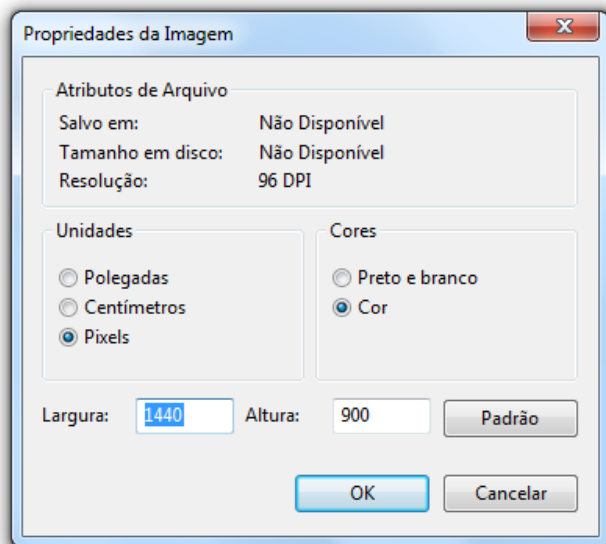 Propriedades da Imagem
Atributos de Arquivo
Salvo em: Não Disponível
Tamanho em disco: Não Disponível
Resolução: 96 DPI
Unidades Cores
Polegadas Preto e branco
Centímetros Cor
Pixels
Largura: 1440 Altura: 900 Padrão
OK Cancelar